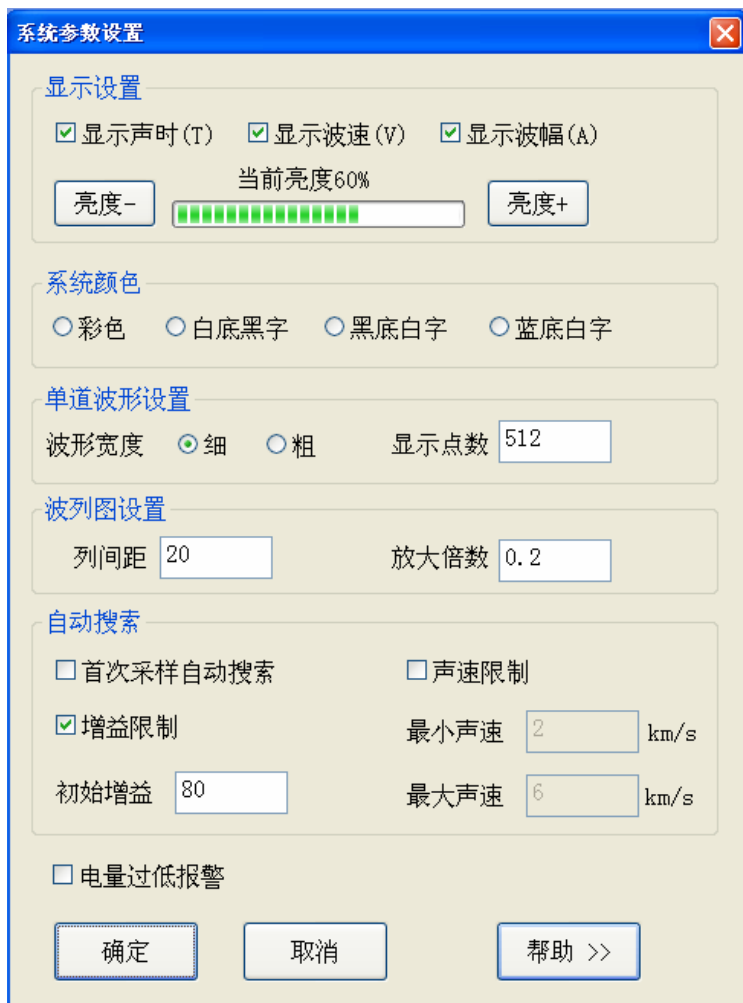 系统参数设置
显示设置
显示声时(T) 显示波速(V) 显示波幅(A)
当前亮度60%
亮度- 亮度+
系统颜色
彩色 白底黑字 黑底白字 蓝底白字
单道波形设置
波形宽度 细 粗 显示点数 512
波列图设置
列间距 20 放大倍数 0.2
自动搜索
首次采样自动搜索 声速限制
增益限制 最小声速 2 km/s
初始增益 80 最大声速 6 km/s
电量过低报警
确定 取消 帮助 >>